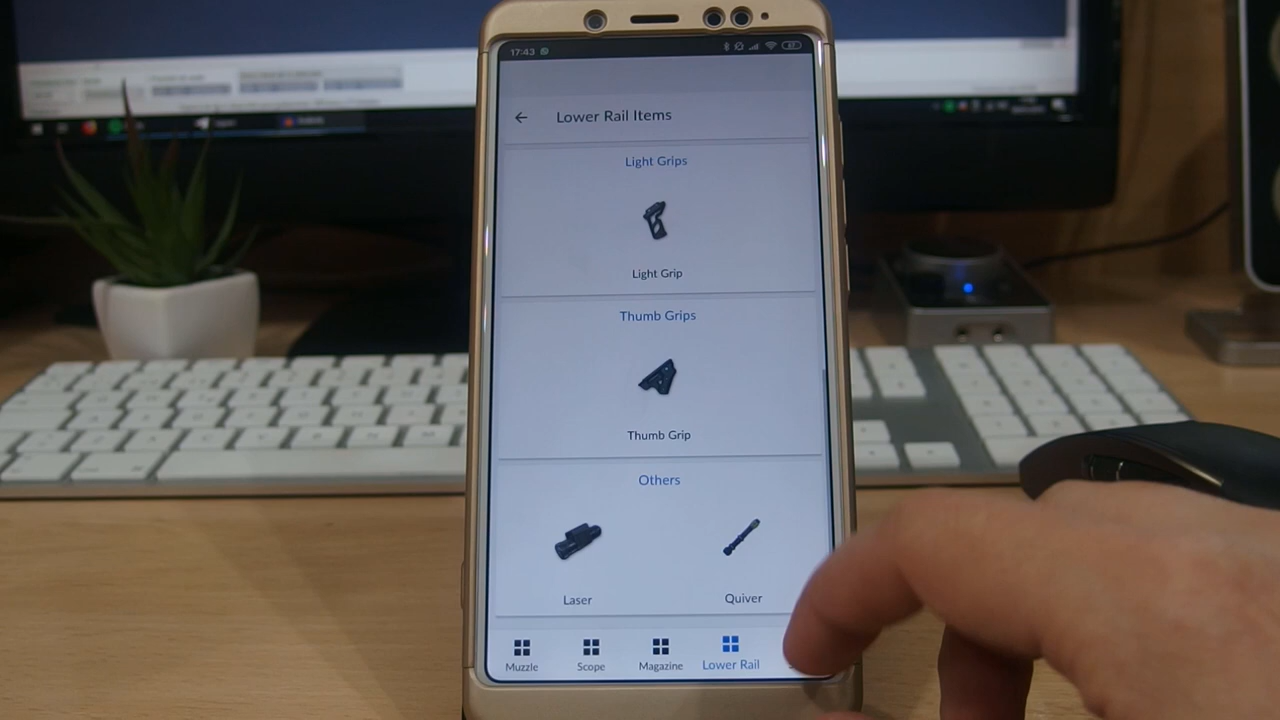 17:43
87
Lower Rail Items
Light Grips
Light Grip
Thumb Grips
Thumb Grip
Others
Laser
Quiver
Muzzle
Scope
Magazine
Lower Rail